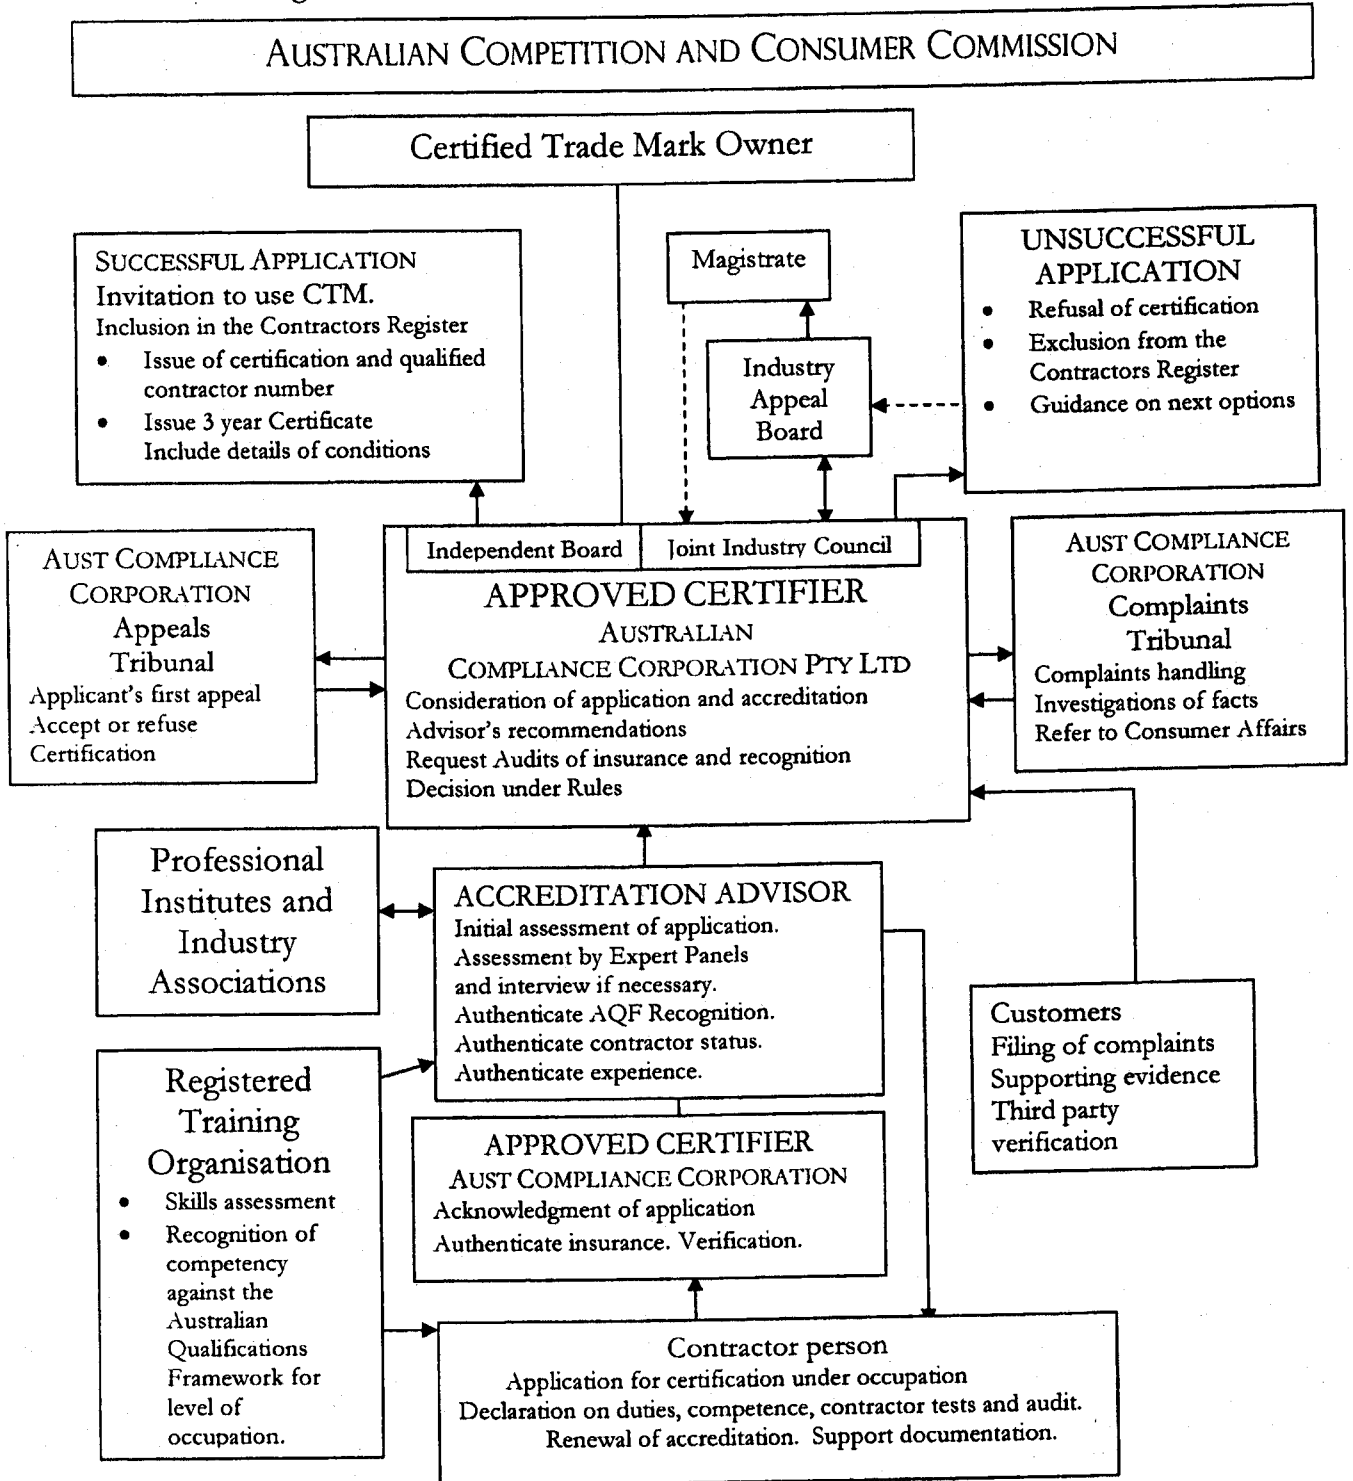 AUSTRALIAN COMPETITION AND CONSUMER COMMISSION
Certified Trade Mark Owner
SUCCESSFUL APPLICATION
Invitation to use CTM.
Inclusion in the Contractors Register
• Issue of certification and qualified
contractor number
• Issue 3 year Certificate
Include details of conditions
Magistrate
Industry
Appeal
Board
UNSUCCESSFUL
APPLICATION
• Refusal of certification
• Exclusion from the
Contractors Register
• Guidance on next options
AUST COMPLIANCE
CORPORATION
Appeals
Tribunal
Applicant's first appeal
Accept or refuse
Certification
Independent Board
Joint Industry Council
APPROVED CERTIFIER
AUSTRALIAN
COMPLIANCE CORPORATION PTY LTD
Consideration of application and accreditation
Advisor's recommendations
Request Audits of insurance and recognition
Decision under Rules
AUST COMPLIANCE
CORPORATION
Complaints
Tribunal
Complaints handling
Investigations of facts
Refer to Consumer Affairs
Professional
Institutes and
Industry
Associations
ACCREDITATION ADVISOR
Initial assessment of application.
Assessment by Expert Panels
and interview if necessary.
Authenticate AQF Recognition.
Authenticate contractor status.
Authenticate experience.
Customers
Filing of complaints
Supporting evidence
Third party
verification
Registered
Training
Organisation
• Skills assessment
• Recognition of
competency
against the
Australian
Qualifications
Framework for
level of
occupation.
APPROVED CERTIFIER
AUST COMPLIANCE CORPORATION
Acknowledgment of application
Authenticate insurance. Verification.
Contractor person
Application for certification under occupation
Declaration on duties, competence, contractor tests and audit.
Renewal of accreditation. Support documentation.